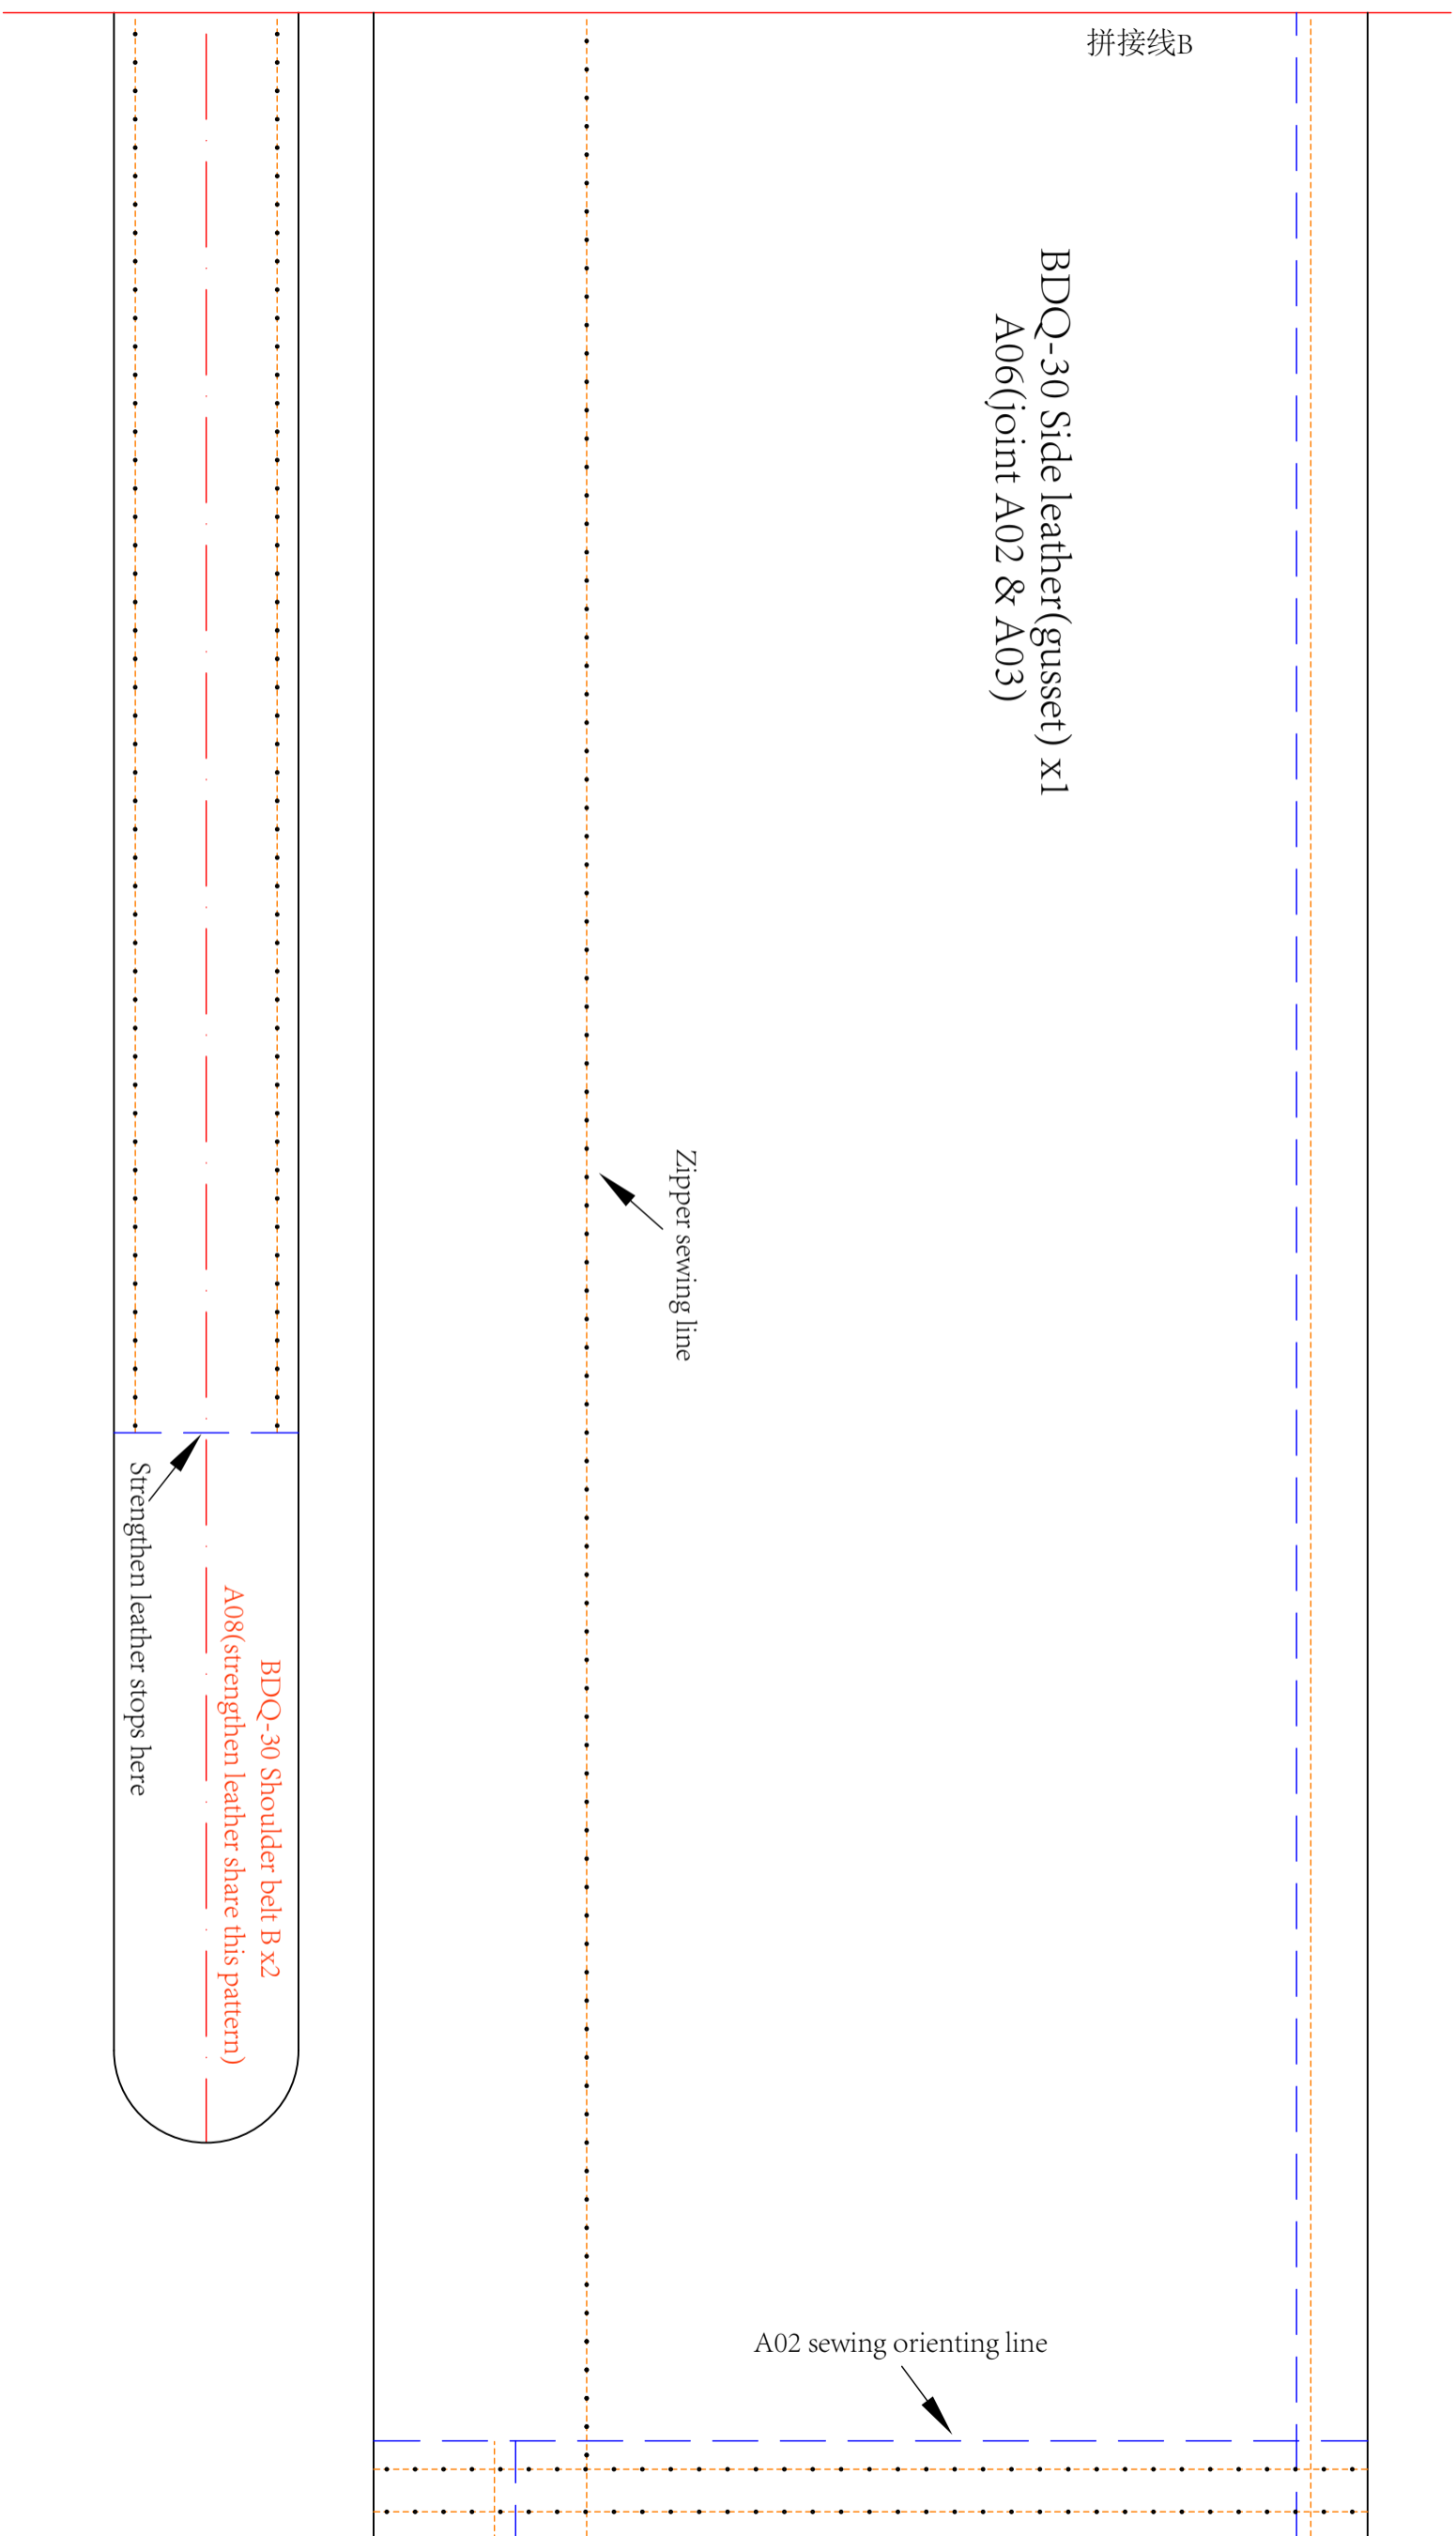 拼接线B
BDQ-30 Side leather(gusset) x1
A06(joint A02 & A03)
Zipper sewing line
Strengthen leather stops here
BDQ-30 Shoulder belt B x2
A08(strengthen leather share this pattern)
A02 sewing orienting line